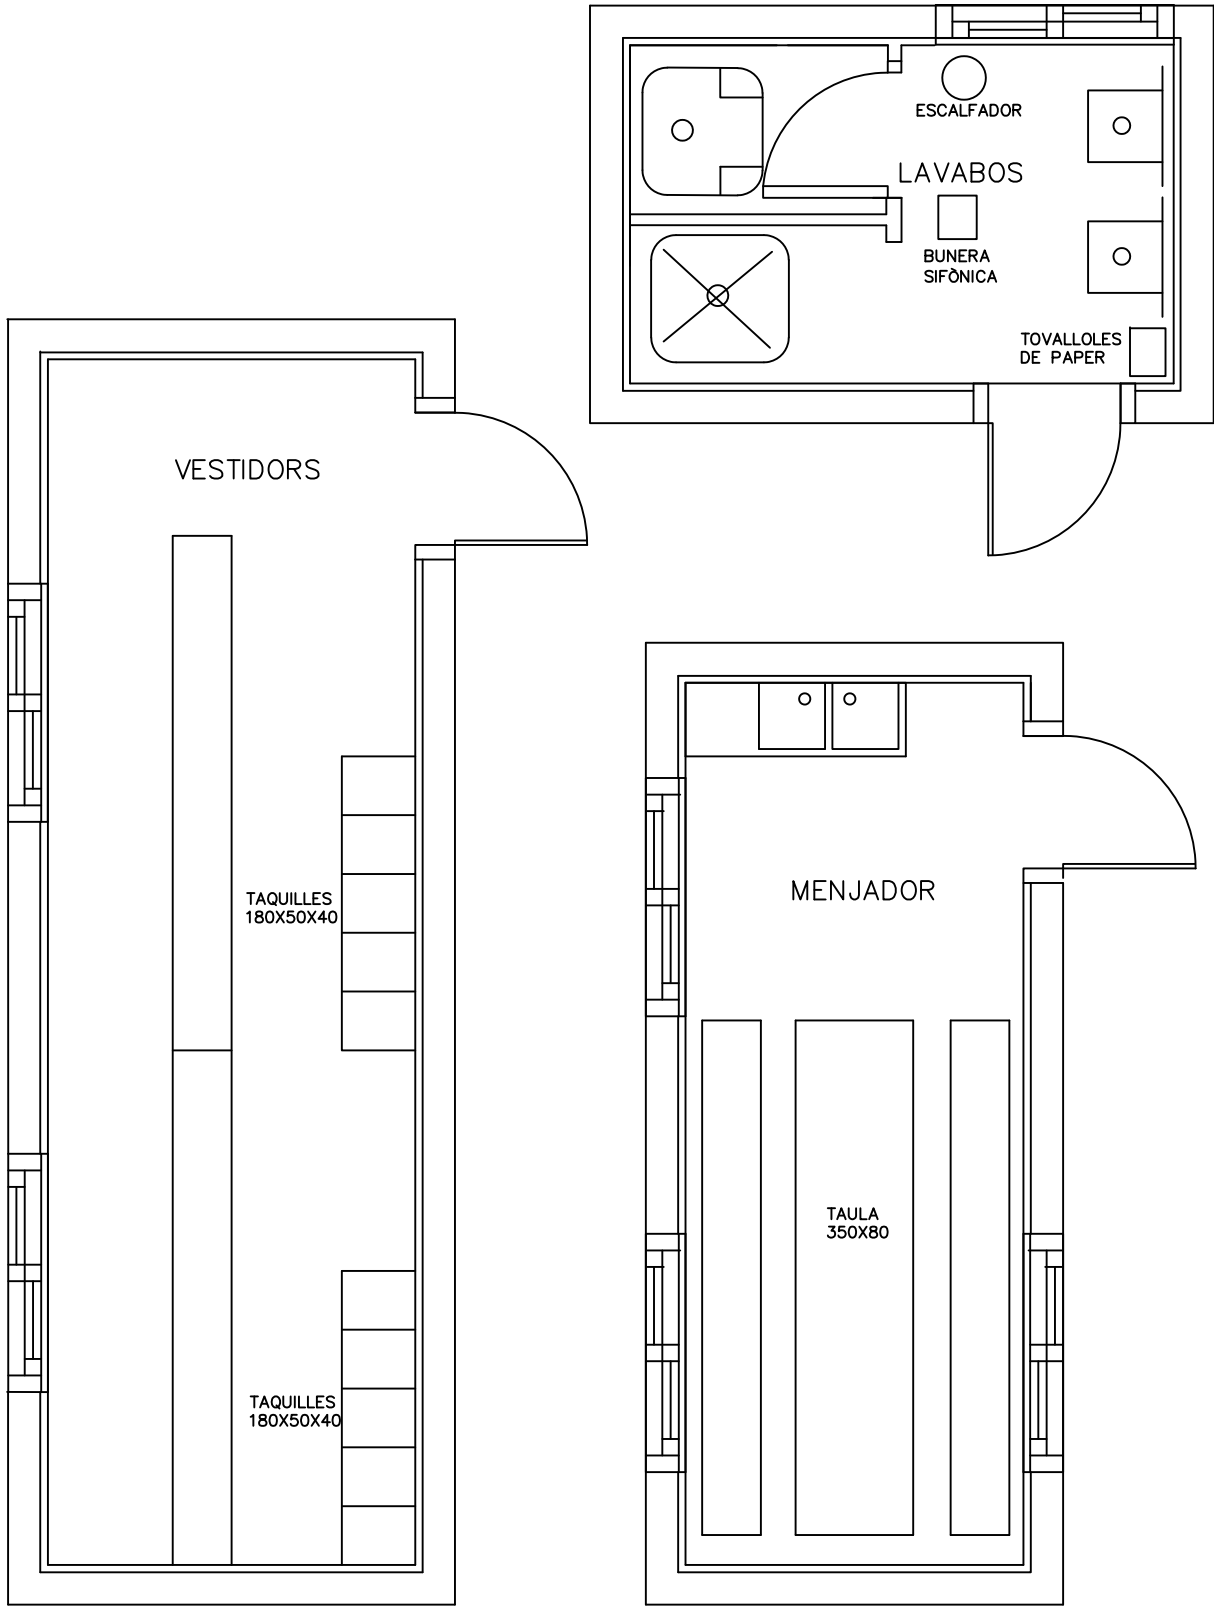 ESCALFADOR
LAVABOS
BUNERA
SIFÒNICA
TOVALLOLES
DE PAPER
VESTIDORS
TAQUILLES
180X50X40
MENJADOR
TAULA
350X80
TAQUILLES
180X50X40